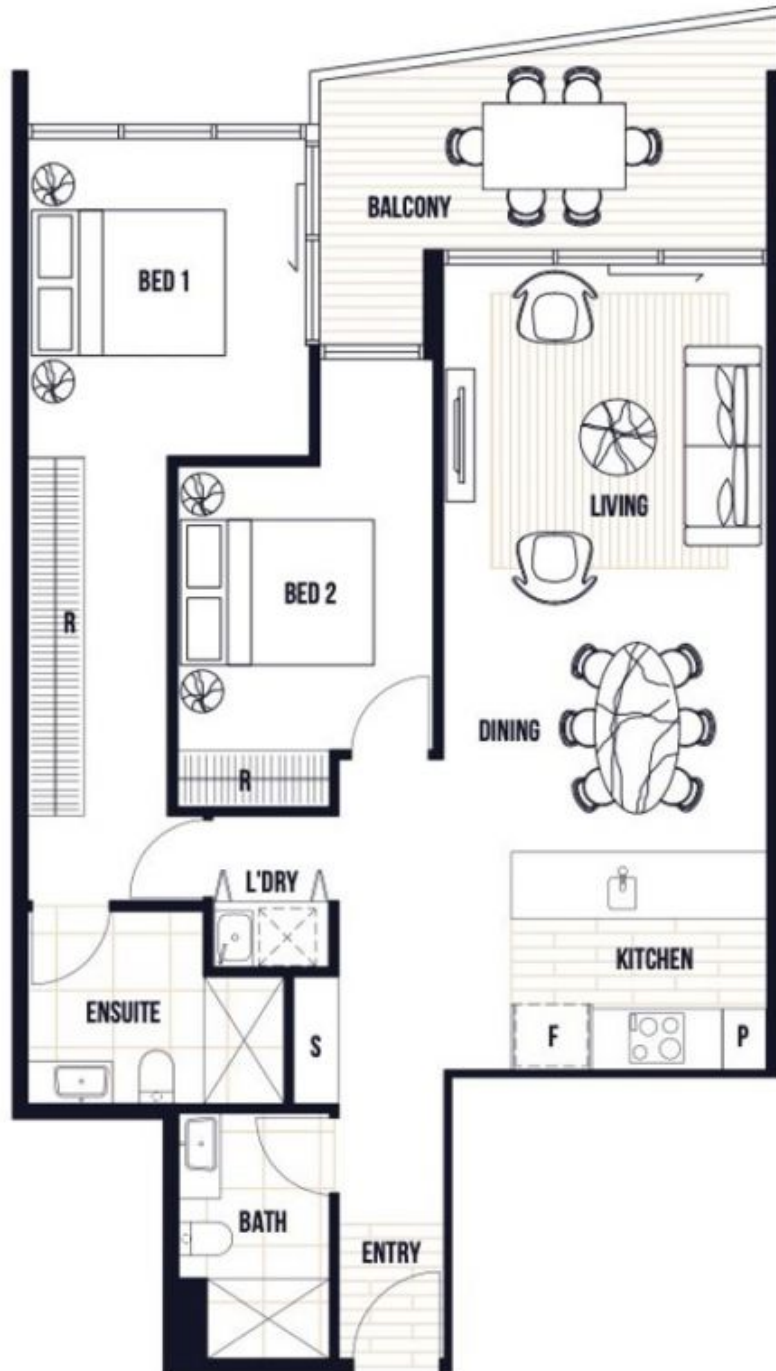 BALCONY
BED 1
LIVING
BED 2
R
DINING
R
L'DRY
KITCHEN
ENSUITE
S
F
P
BATH
ENTRY